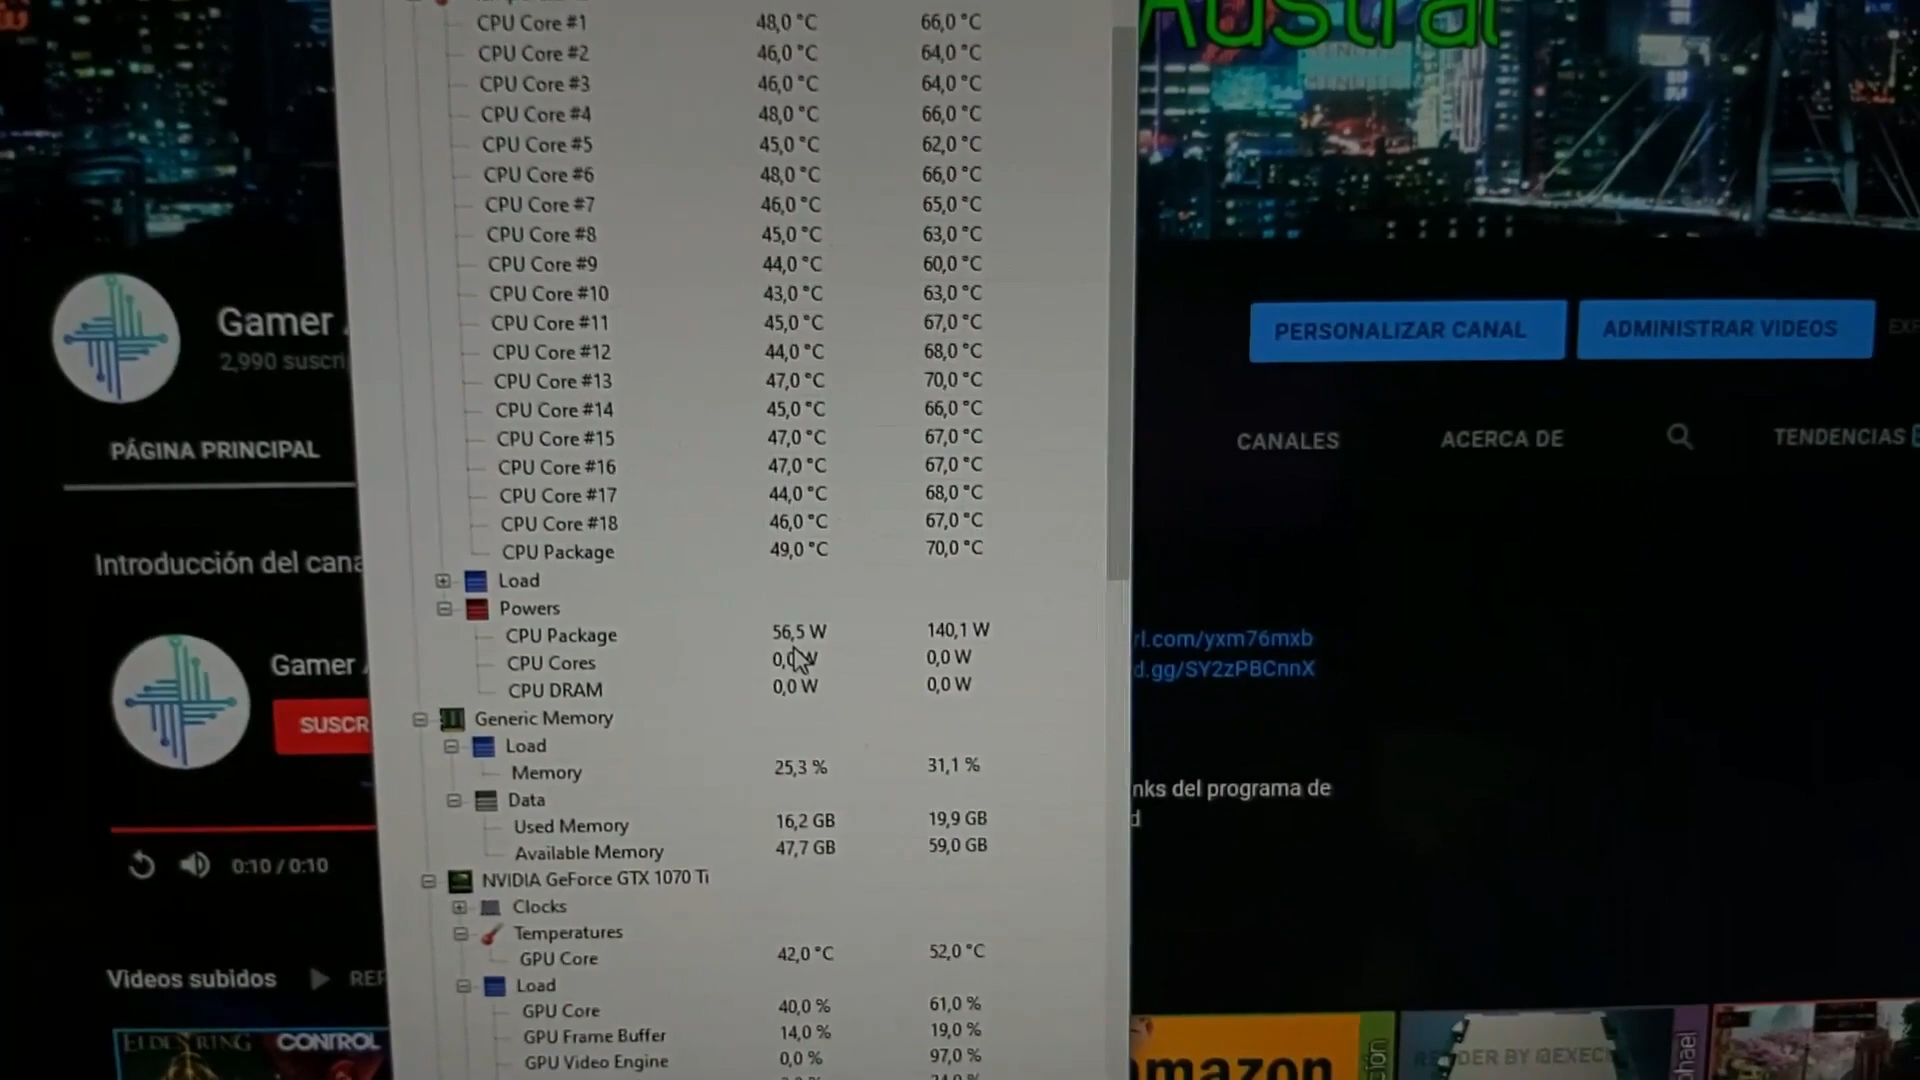 Austral
CPU Core #1 48,0 °C 66,0 °C
CPU Core #2 46,0 °C 64,0 °C
CPU Core #3 46,0 °C 64,0 °C
CPU Core #4 48,0 °C 66,0 °C
CPU Core #5 45,0 °C 62,0 °C
CPU Core #6 48,0 °C 66,0 °C
CPU Core #7 46,0 °C 65,0 °C
CPU Core #8 45,0 °C 63,0 °C
CPU Core #9 44,0 °C 60,0 °C
CPU Core #10 43,0 °C 63,0 °C
CPU Core #11 45,0 °C 67,0 °C
CPU Core #12 44,0 °C 68,0 °C
CPU Core #13 47,0 °C 70,0 °C
CPU Core #14 45,0 °C 66,0 °C
CPU Core #15 47,0 °C 67,0 °C
CPU Core #16 47,0 °C 67,0 °C
CPU Core #17 44,0 °C 68,0 °C
CPU Core #18 46,0 °C 67,0 °C
CPU Package 49,0 °C 70,0 °C
Load
Powers
CPU Package 56,5 W 140,1 W
CPU Cores 0,0 W 0,0 W
CPU DRAM 0,0 W 0,0 W
Generic Memory
Load
Memory 25,3 % 31,1 %
Data
Used Memory 16,2 GB 19,9 GB
Available Memory 47,7 GB 59,0 GB
NVIDIA GeForce GTX 1070 Ti
Clocks
Temperatures
GPU Core 42,0 °C 52,0 °C
Load
GPU Core 40,0 % 61,0 %
GPU Frame Buffer 14,0 % 19,0 %
GPU Video Engine 0,0 % 97,0 %
Gamer
2,990 suscri
PERSONALIZAR CANAL
ADMINISTRAR VIDEOS
PÁGINA PRINCIPAL
CANALES
ACERCA DE
TENDENCIAS
Introducción del cana
Gamer
SUSCR
rl.com/yxm76mxb
d.gg/SY2zPBCnnX
nks del programa de
d
0:10 / 0:10
Videos subidos
REP
ELDEN RING
CONTROL
mazon